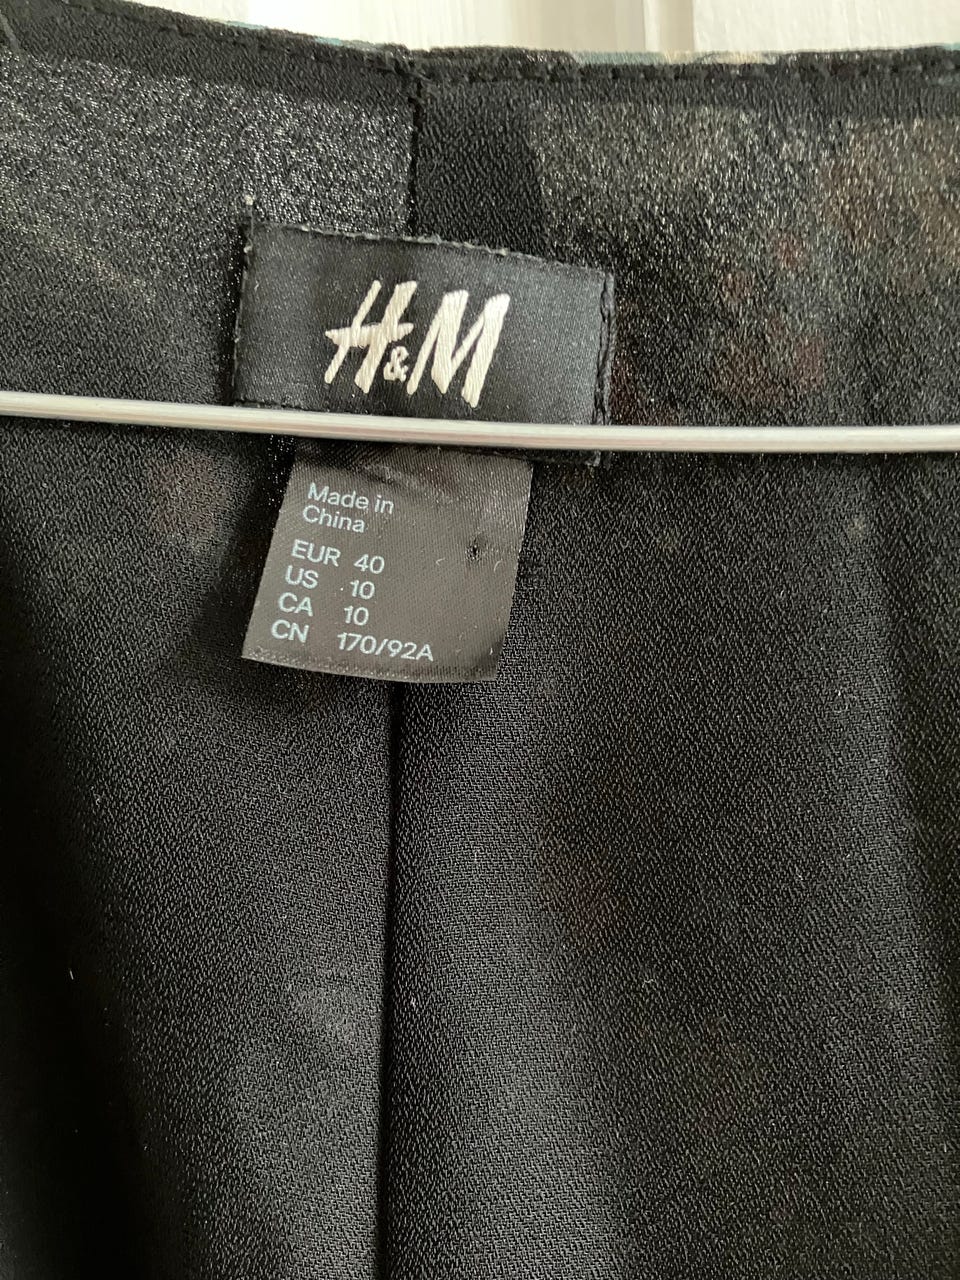 H&M
Made in
China
EUR 40
US 10
CA 10
CN 170/92A